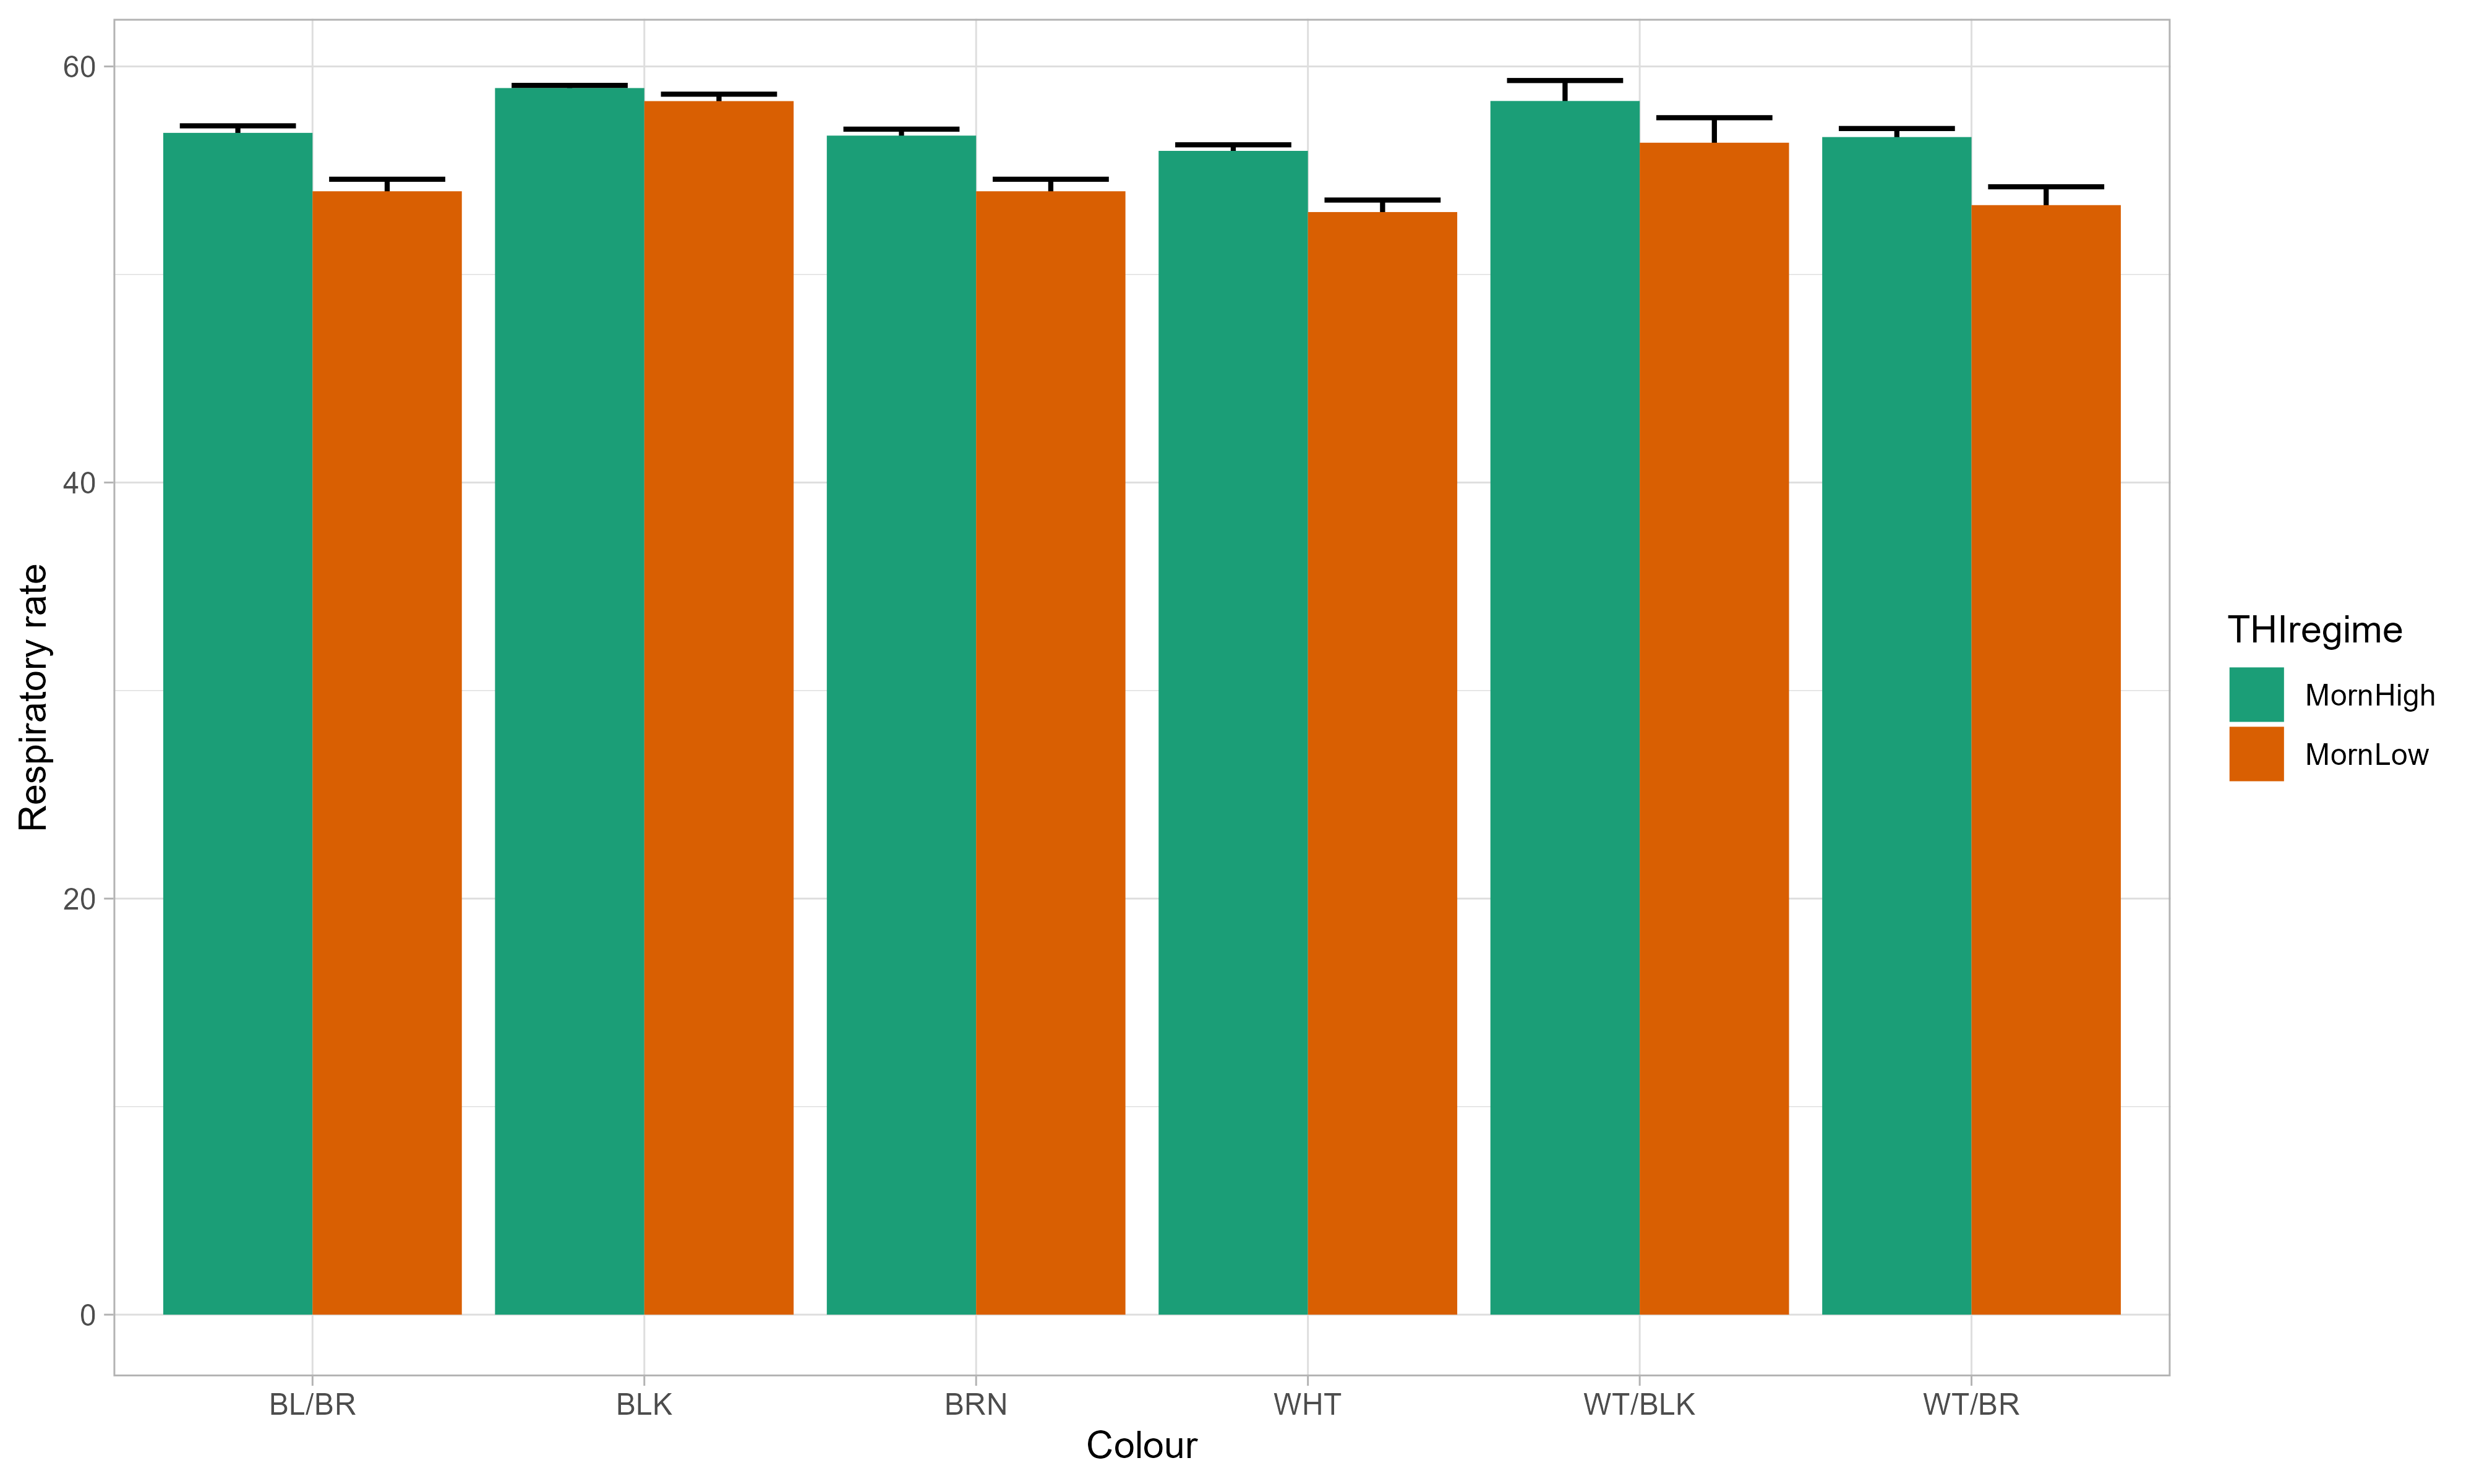 60
40
20
0
Respiratory rate
BL/BR
BLK
BRN
WHT
WT/BLK
WT/BR
Colour
THIregime
MornHigh
MornLow